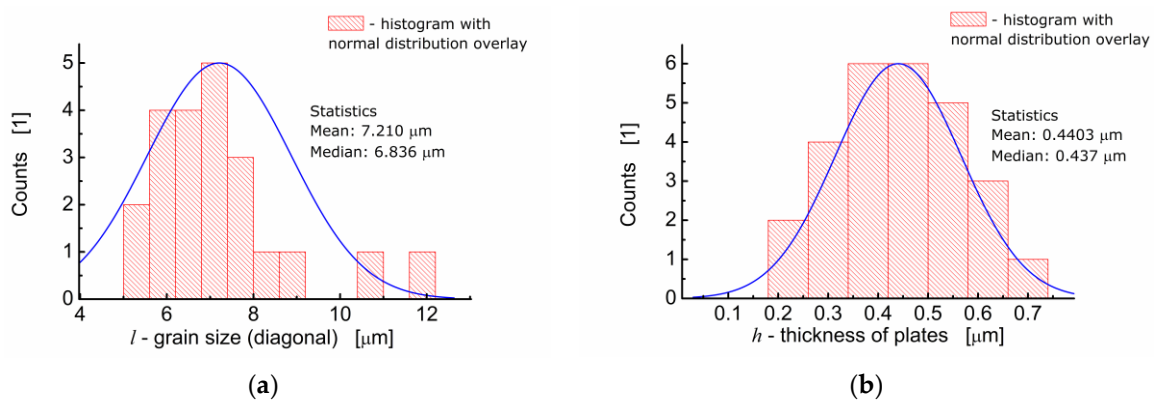 - histogram with
normal distribution overlay
5
4
3
2
1
0
Counts [1]
Statistics
Mean: 7.210 μm
Median: 6.836 μm
4 6 8 10 12
l - grain size (diagonal) [μm]
(a)
- histogram with
normal distribution overlay
6
5
4
3
2
1
0
Counts [1]
Statistics
Mean: 0.4403 μm
Median: 0.437 μm
0.1 0.2 0.3 0.4 0.5 0.6 0.7
h - thickness of plates [μm]
(b)